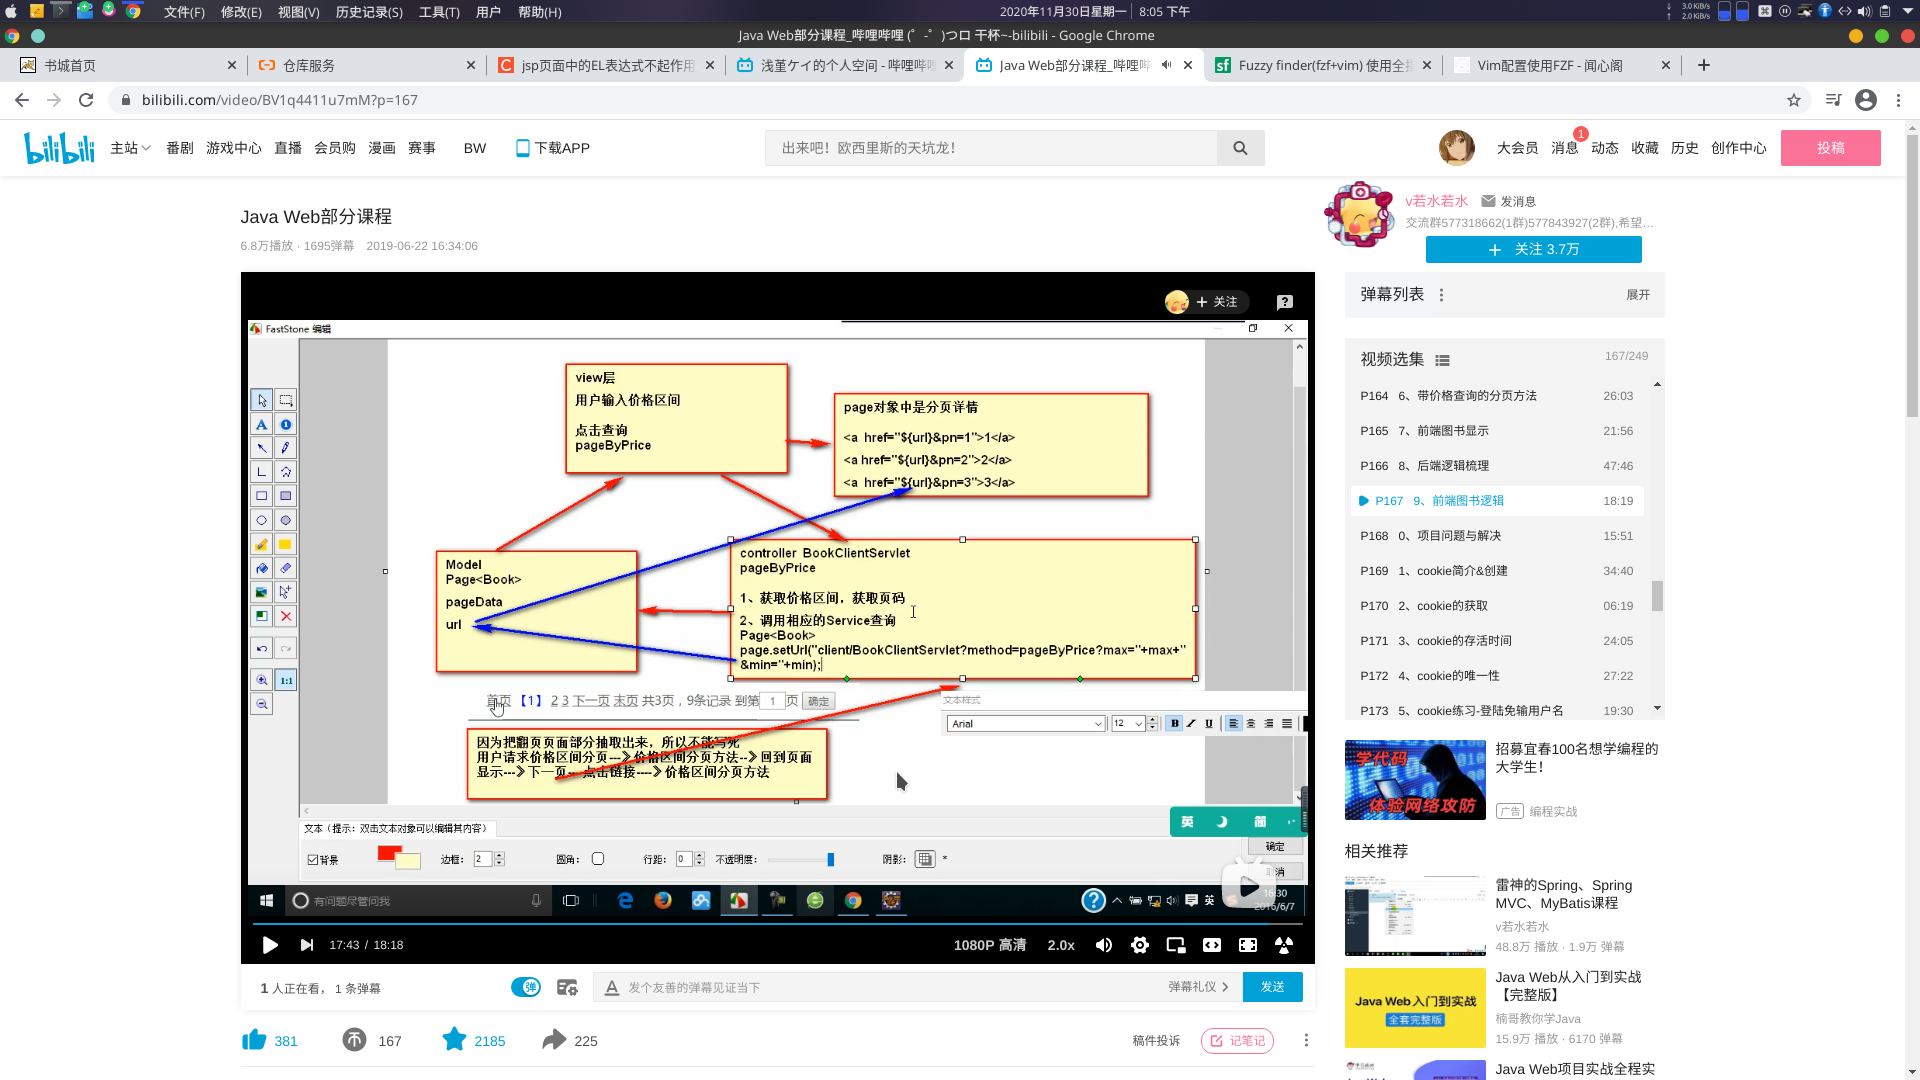 文件(F) 修改(E) 视图(V) 历史记录(S) 工具(T) 用户 帮助(H)
2020年11月30日星期一 8:05 下午
3.0 KiB/s
2.0 KiB/s
Java Web部分课程_哔哩哔哩 (゜-゜)つロ 干杯~-bilibili - Google Chrome
书城首页
仓库服务
jsp页面中的EL表达式不起作用
浅堇ケイ的个人空间 - 哔哩哔哩
Java Web部分课程_哔哩哔
Fuzzy finder(fzf+vim) 使用全指
Vim配置使用FZF - 闻心阁
bilibili.com/video/BV1q4411u7mM?p=167
bilibili 主站 番剧 游戏中心 直播 会员购 漫画 赛事 BW 下载APP
出来吧！欧西里斯的天坑龙！
大会员 消息 1 动态 收藏 历史 创作中心 投稿
Java Web部分课程
6.8万播放 · 1695弹幕 2019-06-22 16:34:06
v若水若水 发消息
交流群577318662(1群)577843927(2群),希望...
+ 关注 3.7万
+ 关注
FastStone 编辑
view层
用户输入价格区间
点击查询
pageByPrice
page对象中是分页详情
<a href="${url}&pn=1">1</a>
<a href="${url}&pn=2">2</a>
<a href="${url}&pn=3">3</a>
Model
Page<Book>
pageData
url
controller BookClientServlet
pageByPrice
1、获取价格区间，获取页码
2、调用相应的Service查询
Page<Book>
page.setUrl("client/BookClientServlet?method=pageByPrice?max="+max+"
&min="+min);
首页 【1】 2 3 下一页 末页 共3页，9条记录 到第 1 页 确定
文本样式
Arial 12 B I U
因为把翻页页面部分抽取出来，所以不能写死
用户请求价格区间分页---》价格区间分页方法--》回到页面
显示---》下一页---点击链接----》价格区间分页方法
英 简
文本（提示：双击文本对象可以编辑其内容）
背景 边框: 2 圆角: 行距: 0 不透明度: 阴影:
确定
取消
1:1
有问题尽管问我
英
16:30
2016/6/7
17:43 / 18:18
1080P 高清 2.0x
1 人正在看， 1 条弹幕
弹
发个友善的弹幕见证当下
弹幕礼仪
发送
381 167 2185 225
稿件投诉 记笔记
弹幕列表 展开
视频选集 167/249
P164 6、带价格查询的分页方法 26:03
P165 7、前端图书显示 21:56
P166 8、后端逻辑梳理 47:46
P167 9、前端图书逻辑 18:19
P168 0、项目问题与解决 15:51
P169 1、cookie简介&创建 34:40
P170 2、cookie的获取 06:19
P171 3、cookie的存活时间 24:05
P172 4、cookie的唯一性 27:22
P173 5、cookie练习-登陆免输用户名 19:30
学代码
体验网络攻防
招募宜春100名想学编程的
大学生！
广告 编程实战
相关推荐
雷神的Spring、Spring
MVC、MyBatis课程
v若水若水
48.8万 播放 · 1.9万 弹幕
Java Web入门到实战
全套完整版
Java Web从入门到实战
【完整版】
楠哥教你学Java
15.9万 播放 · 6170 弹幕
Java Web项目实战全程实